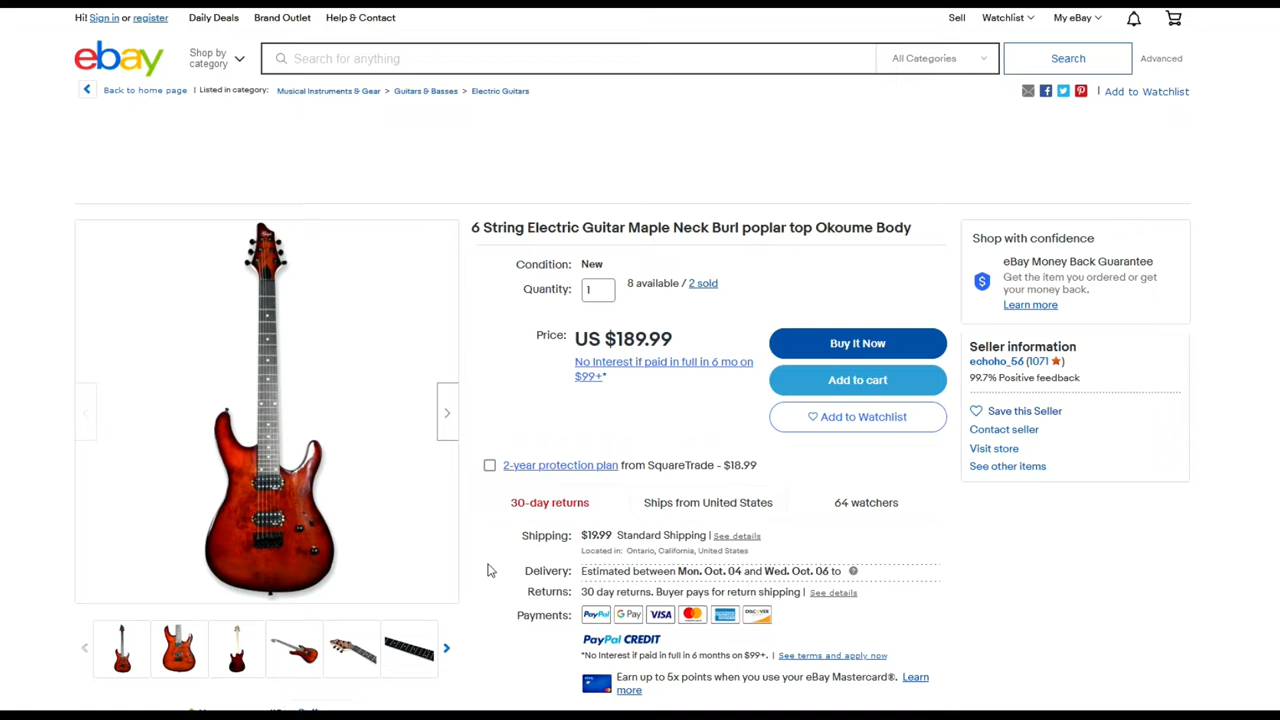 Hi! Sign in or register
Daily Deals
Brand Outlet
Help & Contact
Sell
Watchlist
My eBay
ebay
Shop by category
Search for anything
All Categories
Search
Advanced
Back to home page
| Listed in category:
Musical Instruments & Gear > Guitars & Basses > Electric Guitars
| Add to Watchlist
6 String Electric Guitar Maple Neck Burl poplar top Okoume Body
Condition: New
Quantity: 1
8 available / 2 sold
Price: US $189.99
No Interest if paid in full in 6 mo on
$99+*
Buy It Now
Add to cart
Add to Watchlist
2-year protection plan from SquareTrade - $18.99
30-day returns
Ships from United States
64 watchers
Shipping: $19.99 Standard Shipping | See details
Located in: Ontario, California, United States
Delivery: Estimated between Mon. Oct. 04 and Wed. Oct. 06 to
Returns: 30 day returns. Buyer pays for return shipping | See details
Payments: PayPal G Pay VISA MasterCard DISCOVER
PayPal CREDIT
*No Interest if paid in full in 6 months on $99+. | See terms and apply now
Earn up to 5x points when you use your eBay Mastercard®. Learn
more
Shop with confidence
eBay Money Back Guarantee
Get the item you ordered or get
your money back.
Learn more
Seller information
echoho_56 (1071 ★)
99.7% Positive feedback
Save this Seller
Contact seller
Visit store
See other items